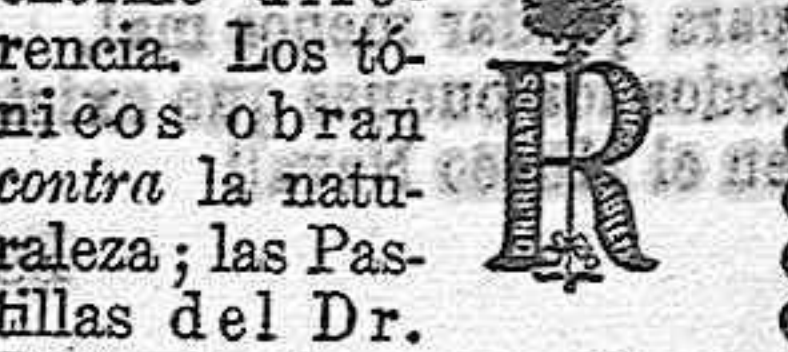 rencia. Los tó-
nicos obran
contra la natu-
raleza; las Pas-
tillas del Dr.
R
DR. RICHARDS